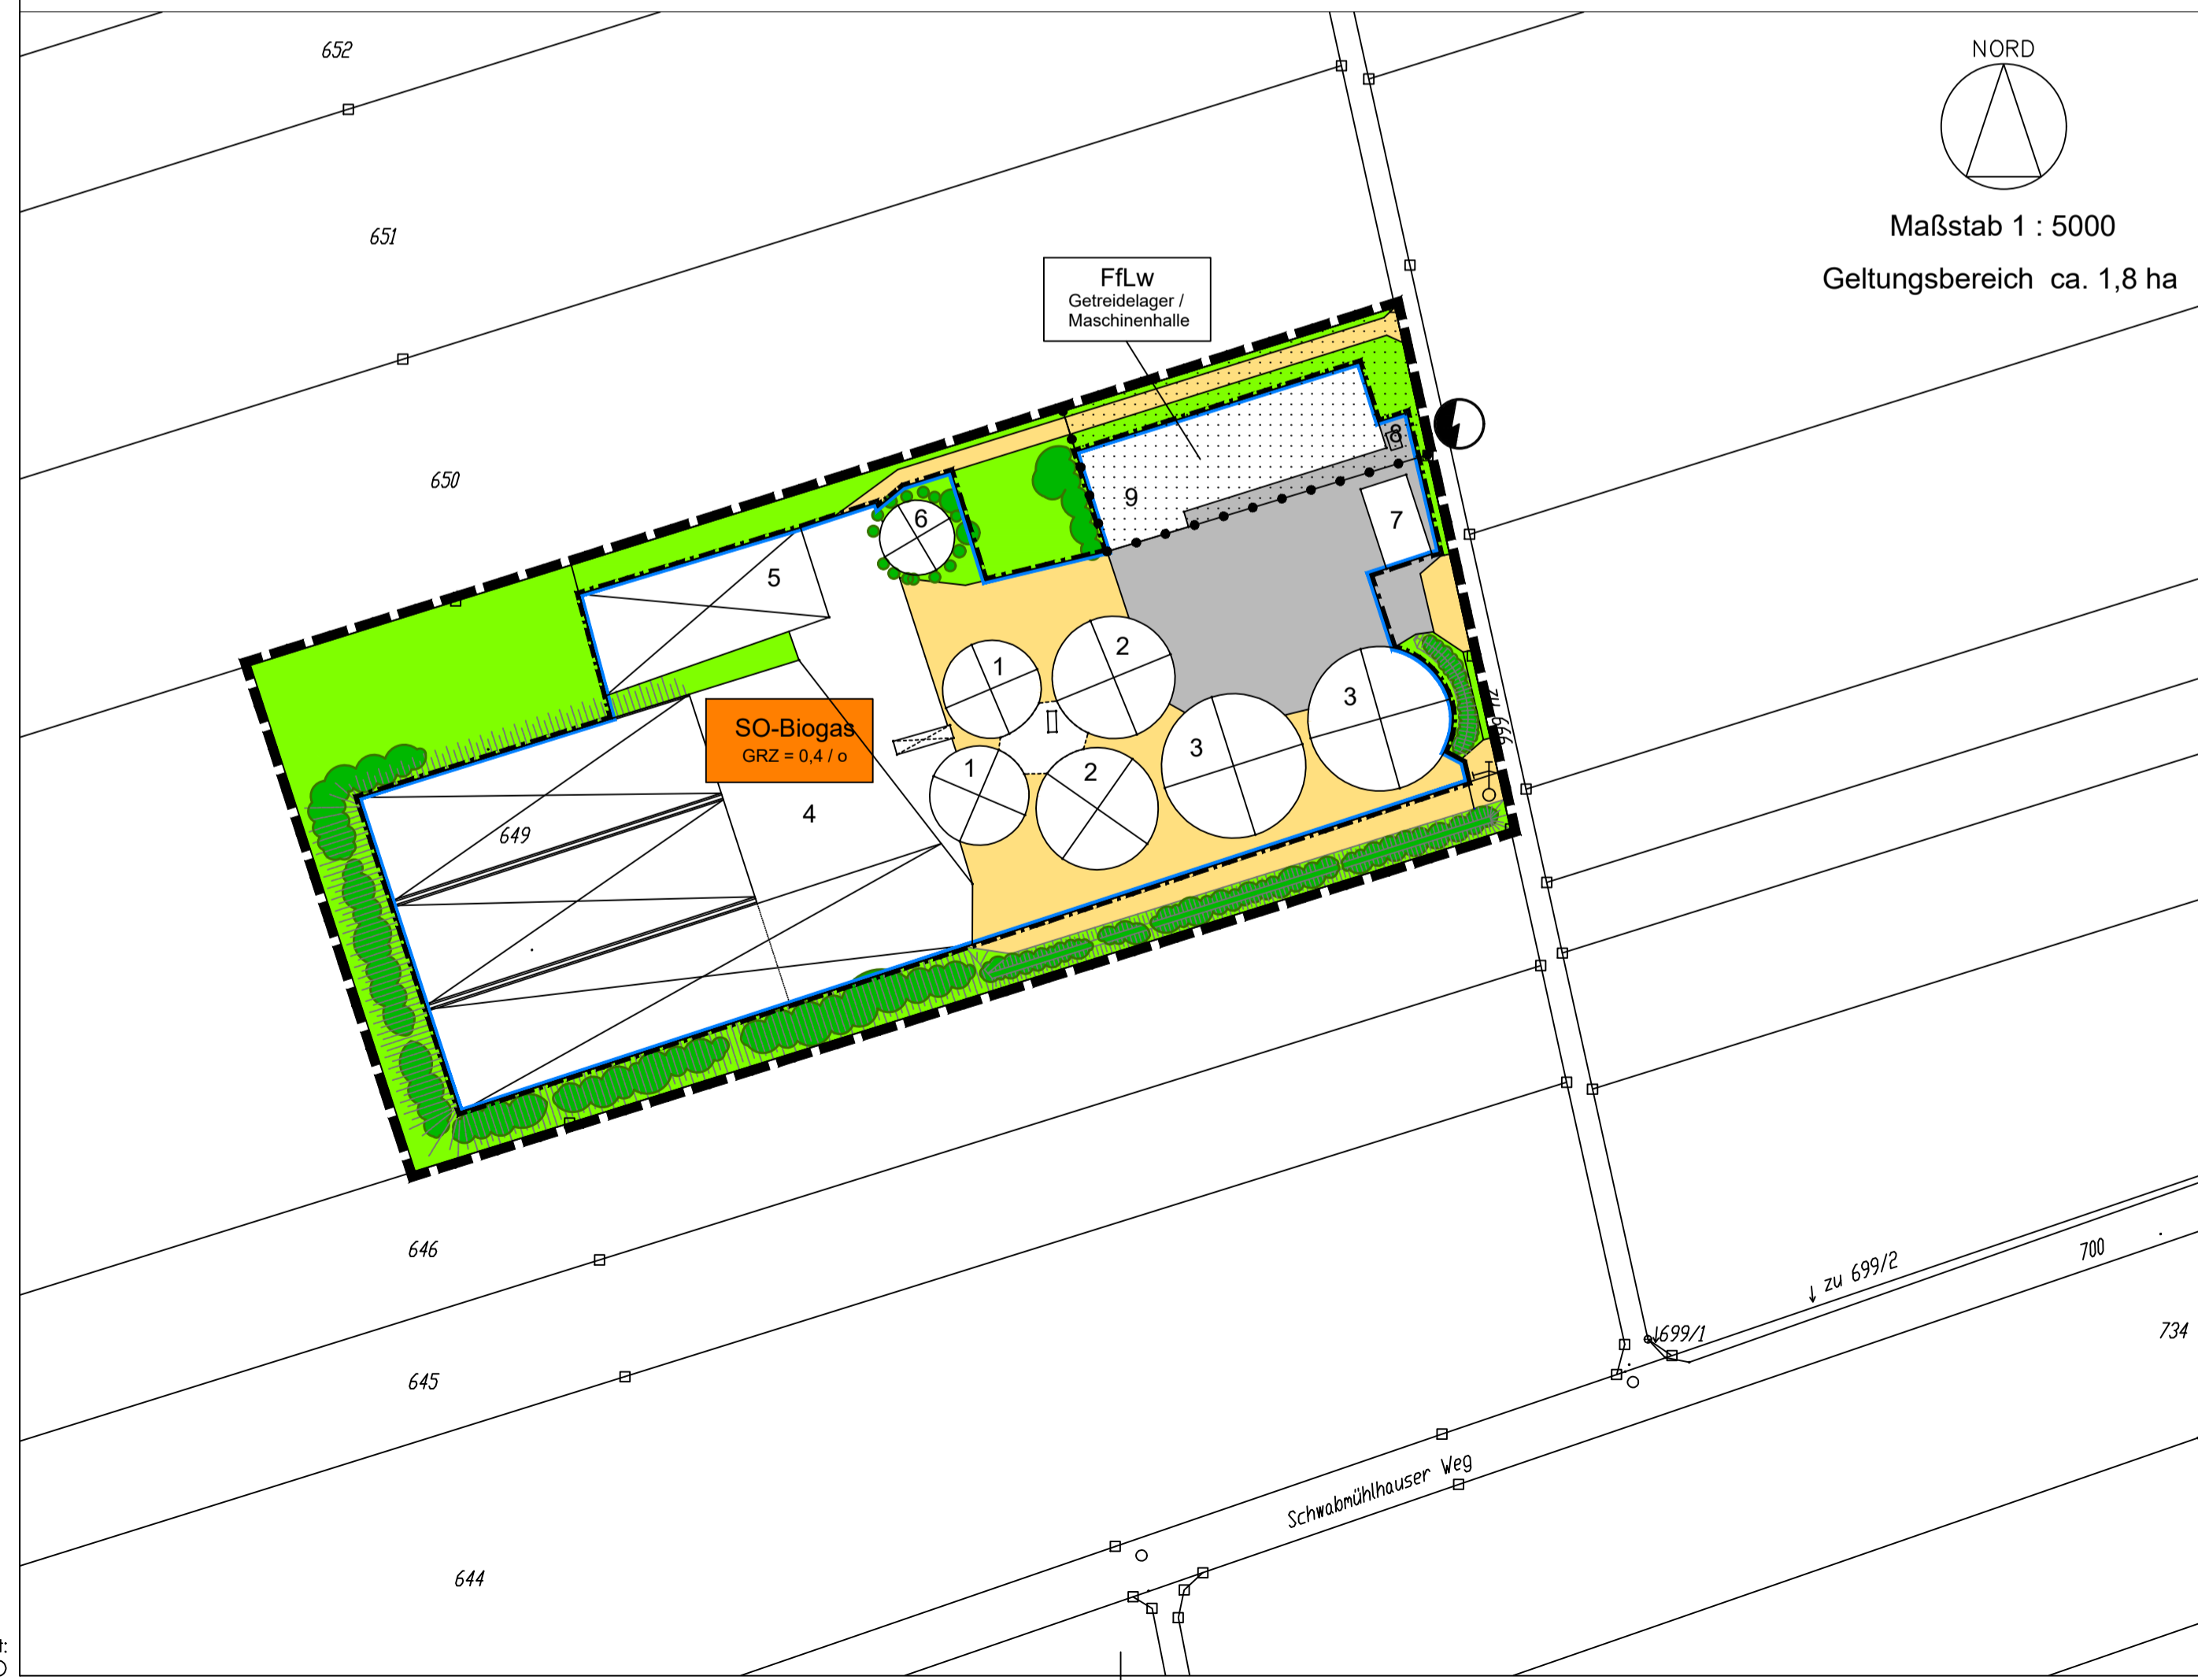 652
NORD
651
Maßstab 1 : 5000
Geltungsbereich ca. 1,8 ha
FfLw
Getreidelager /
Maschinenhalle
650
8
9
7
6
5
1
2
3
zu 699
SO-Biogas
GRZ = 0,4 / o
1
2
3
4
649
646
zu 699/2
700
699/1
734
645
Schwabmühlhauser Weg
644